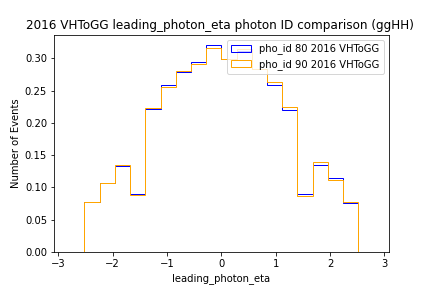 2016 VHToGG leading_photon_eta photon ID comparison (ggHH)
pho_id 80 2016 VHToGG
pho_id 90 2016 VHToGG
Number of Events
0.30
0.25
0.20
0.15
0.10
0.05
0.00
−3 −2 −1 0 1 2 3
leading_photon_eta